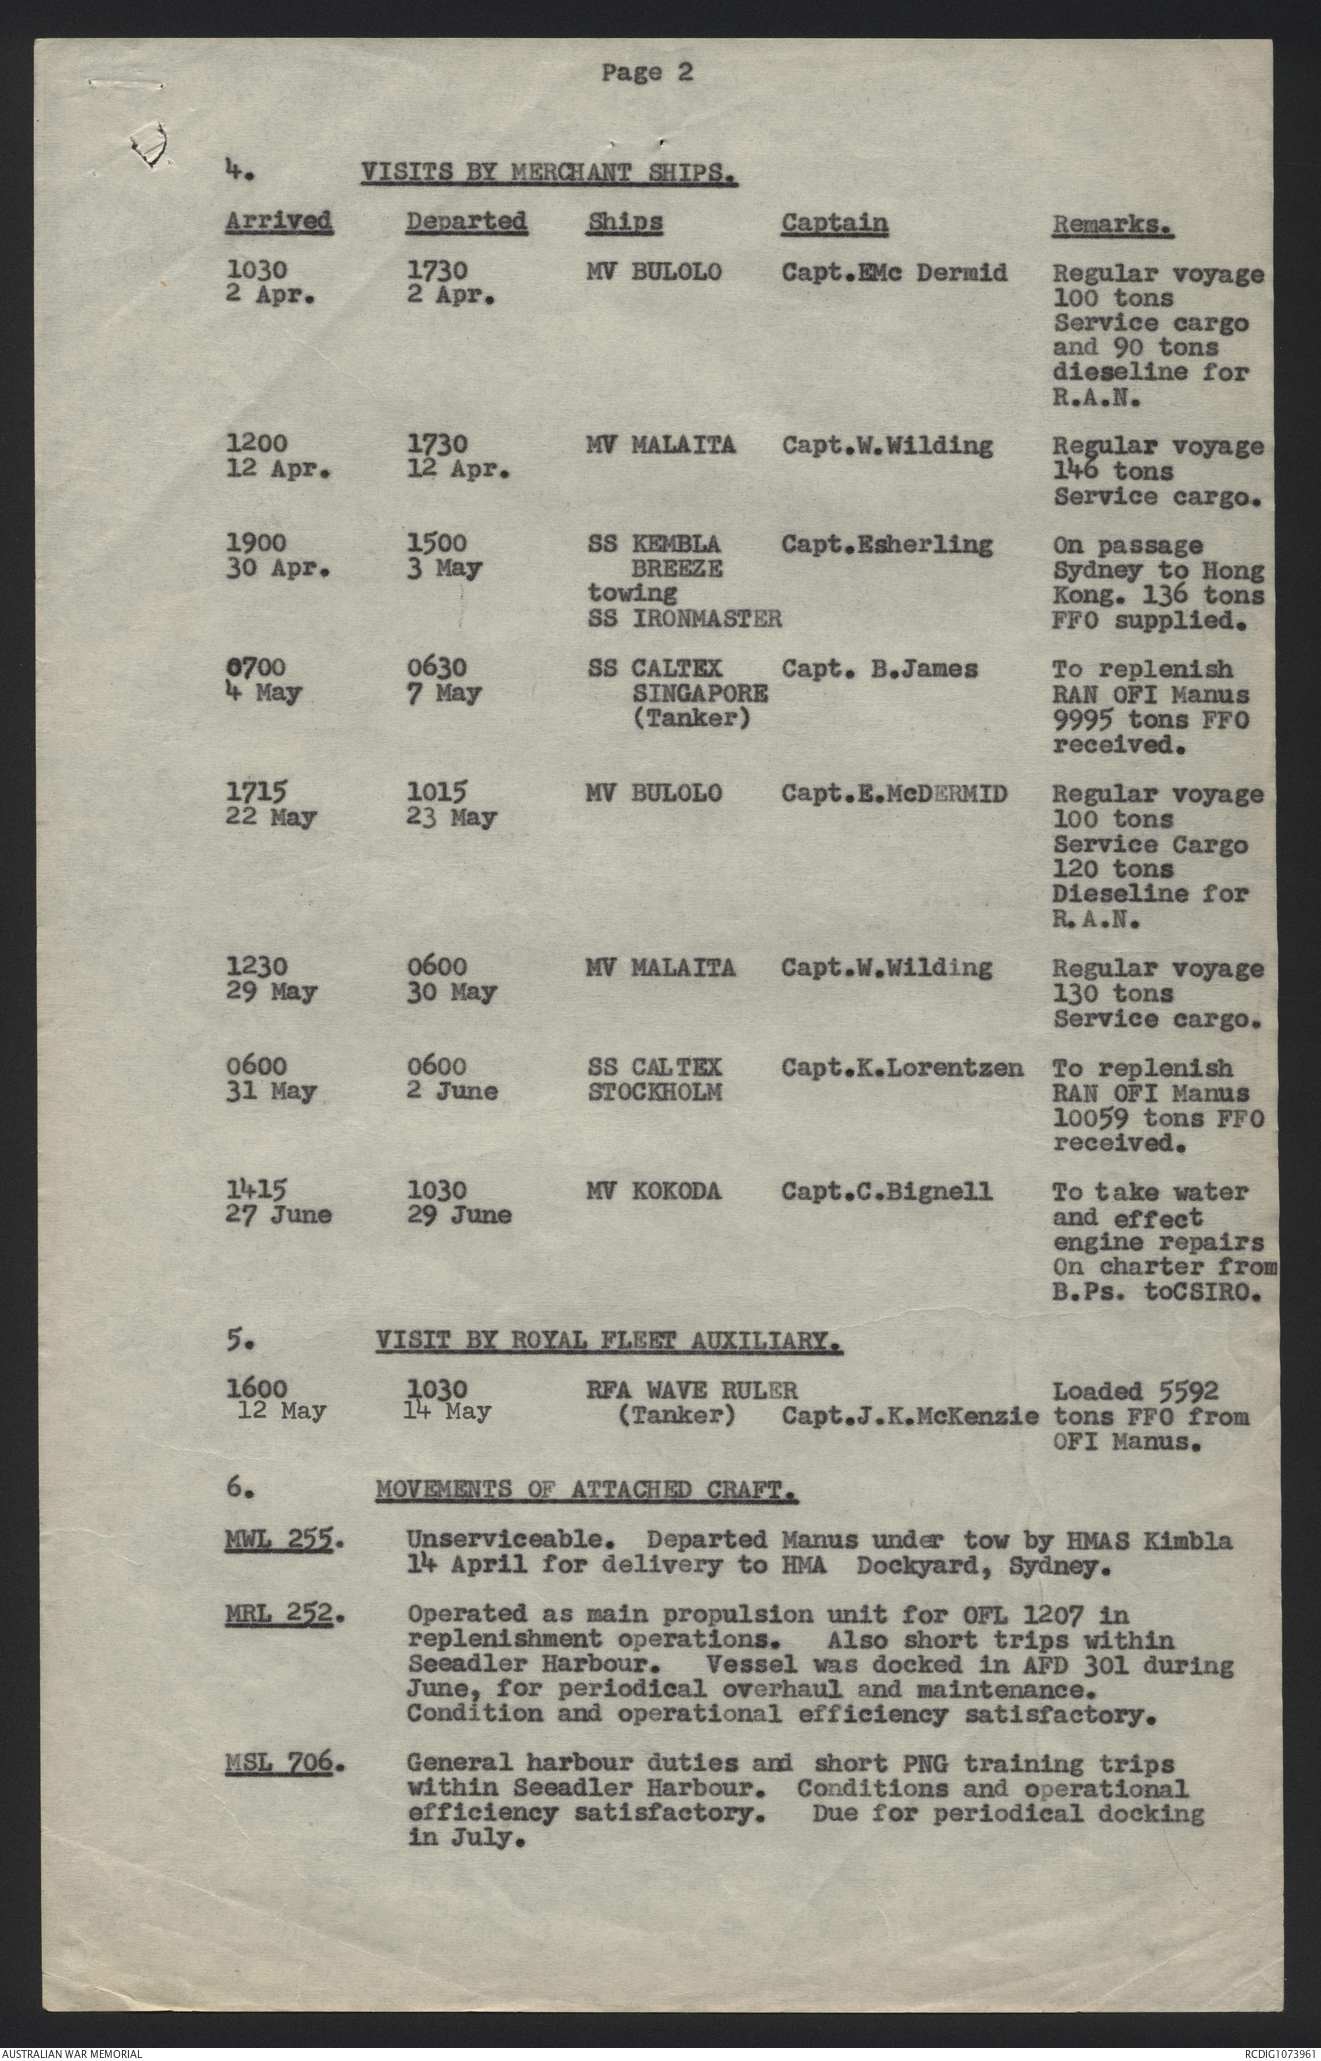 Page 2
4. VISITS BY MERCHANT SHIPS.
Arrived Departed Ships Captain Remarks.
1030 1730 MV BULOLO Capt.EMc Dermid Regular voyage
2 Apr. 2 Apr. 100 tons
Service cargo
and 90 tons
dieseline for
R.A.N.
1200 1730 MV MALAITA Capt.W.Wilding Regular voyage
12 Apr. 12 Apr. 146 tons
Service cargo.
1900 1500 SS KEMBLA Capt.Esherling On passage
30 Apr. 3 May BREEZE Sydney to Hong
towing Kong. 136 tons
SS IRONMASTER FFO supplied.
0700 0630 SS CALTEX Capt. B.James To replenish
4 May 7 May SINGAPORE RAN OFI Manus
(Tanker) 9995 tons FFO
received.
1715 1015 MV BULOLO Capt.E.McDERMID Regular voyage
22 May 23 May 100 tons
Service Cargo
120 tons
Dieseline for
R.A.N.
1230 0600 MV MALAITA Capt.W.Wilding Regular voyage
29 May 30 May 130 tons
Service cargo.
0600 0600 SS CALTEX Capt.K.Lorentzen To replenish
31 May 2 June STOCKHOLM RAN OFI Manus
10059 tons FFO
received.
1415 1030 MV KOKODA Capt.C.Bignell To take water
27 June 29 June and effect
engine repairs
On charter from
B.Ps. toCSIRO.
5. VISIT BY ROYAL FLEET AUXILIARY.
1600 1030 RFA WAVE RULER Loaded 5592
12 May 14 May (Tanker) Capt.J.K.McKenzie tons FFO from
OFI Manus.
6. MOVEMENTS OF ATTACHED CRAFT.
MWL 255. Unserviceable. Departed Manus under tow by HMAS Kimbla
14 April for delivery to HMA Dockyard, Sydney.
MRL 252. Operated as main propulsion unit for OFL 1207 in
replenishment operations. Also short trips within
Seeadler Harbour. Vessel was docked in AFD 301 during
June, for periodical overhaul and maintenance.
Condition and operational efficiency satisfactory.
MSL 706. General harbour duties and short PNG training trips
within Seeadler Harbour. Conditions and operational
efficiency satisfactory. Due for periodical docking
in July.
AUSTRALIAN WAR MEMORIAL RCDIG1073961